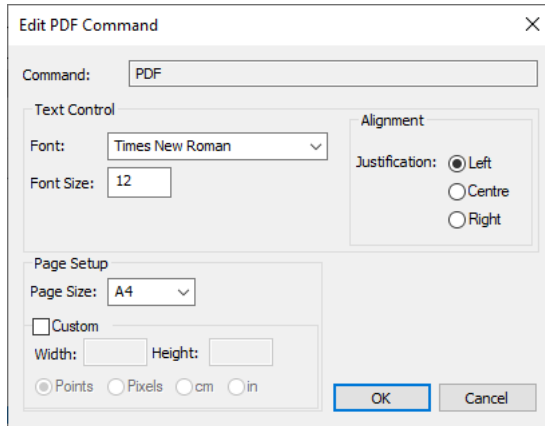 Edit PDF Command
Command: PDF
Text Control
Font: Times New Roman
Font Size: 12
Alignment
Justification: Left
Centre
Right
Page Setup
Page Size: A4
Custom
Width: Height:
Points Pixels cm in
OK Cancel